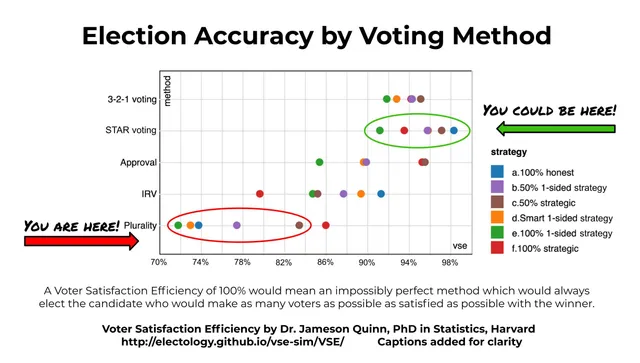 Election Accuracy by Voting Method
method
3-2-1 voting
YOU COULD BE HERE!
STAR voting
strategy
Approval
a.100% honest
b.50% 1-sided strategy
IRV
c.50% strategic
d.Smart 1-sided strategy
YOU ARE HERE!
Plurality
e.100% 1-sided strategy
vse
f.100% strategic
70% 74% 78% 82% 86% 90% 94% 98%
A Voter Satisfaction Efficiency of 100% would mean an impossibly perfect method which would always
elect the candidate who would make as many voters as possible as satisfied as possible with the winner.
Voter Satisfaction Efficiency by Dr. Jameson Quinn, PhD in Statistics, Harvard
http://electology.github.io/vse-sim/VSE/ Captions added for clarity